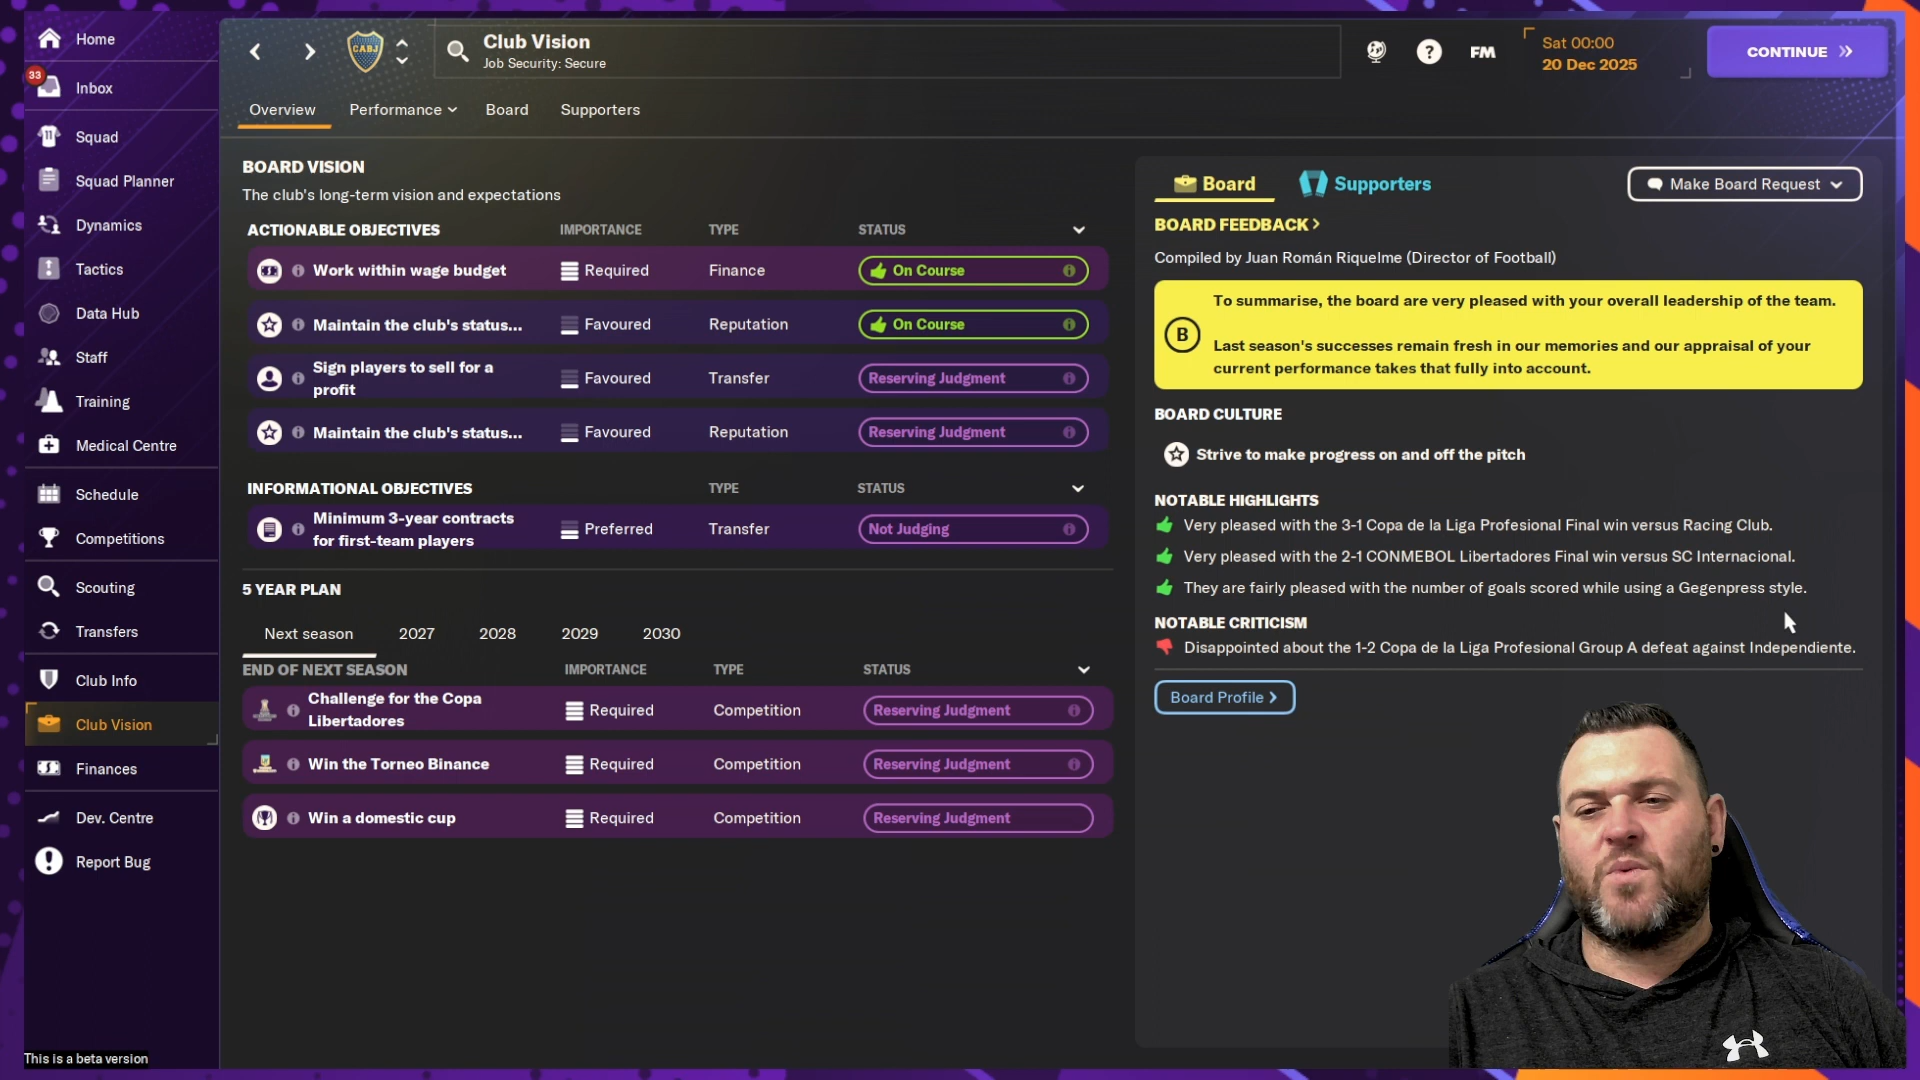 Home
33
Inbox
Squad
Squad Planner
Dynamics
Tactics
Data Hub
Staff
Training
Medical Centre
Schedule
Competitions
Scouting
Transfers
Club Info
Club Vision
Finances
Dev. Centre
Report Bug
This is a beta version
CABJ
Club Vision
Job Security: Secure
?
FM
Sat 00:00
20 Dec 2025
CONTINUE
Overview
Performance
Board
Supporters
BOARD VISION
The club's long-term vision and expectations
ACTIONABLE OBJECTIVES IMPORTANCE TYPE STATUS
Work within wage budget Required Finance On Course
Maintain the club's status... Favoured Reputation On Course
Sign players to sell for a
profit Favoured Transfer Reserving Judgment
Maintain the club's status... Favoured Reputation Reserving Judgment
INFORMATIONAL OBJECTIVES TYPE STATUS
Minimum 3-year contracts
for first-team players Preferred Transfer Not Judging
5 YEAR PLAN
Next season 2027 2028 2029 2030
END OF NEXT SEASON IMPORTANCE TYPE STATUS
Challenge for the Copa
Libertadores Required Competition Reserving Judgment
Win the Torneo Binance Required Competition Reserving Judgment
Win a domestic cup Required Competition Reserving Judgment
Board
Supporters
Make Board Request
BOARD FEEDBACK
Compiled by Juan Román Riquelme (Director of Football)
B
To summarise, the board are very pleased with your overall leadership of the team.
Last season's successes remain fresh in our memories and our appraisal of your
current performance takes that fully into account.
BOARD CULTURE
Strive to make progress on and off the pitch
NOTABLE HIGHLIGHTS
Very pleased with the 3-1 Copa de la Liga Profesional Final win versus Racing Club.
Very pleased with the 2-1 CONMEBOL Libertadores Final win versus SC Internacional.
They are fairly pleased with the number of goals scored while using a Gegenpress style.
NOTABLE CRITICISM
Disappointed about the 1-2 Copa de la Liga Profesional Group A defeat against Independiente.
Board Profile